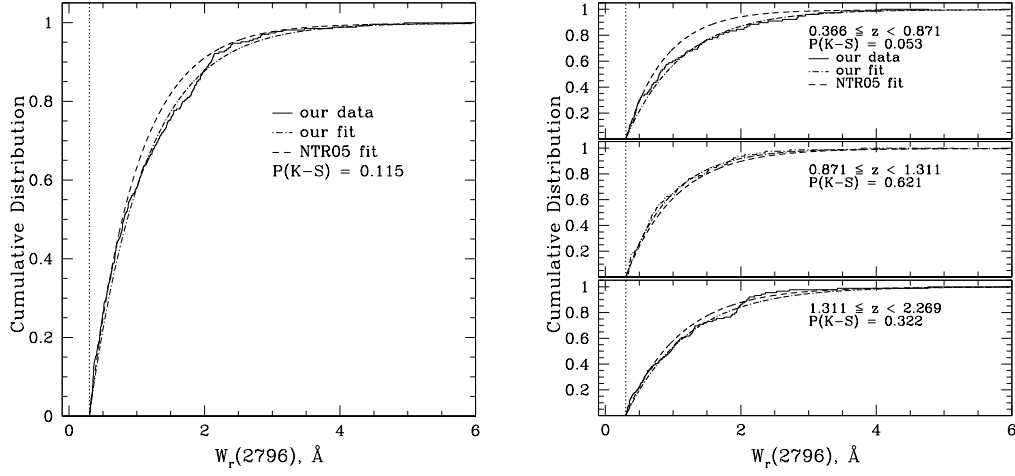 Cumulative Distribution
1
0.8
0.6
0.4
0.2
0
0
2
4
6
W_r(2796), Å
our data
our fit
NTR05 fit
P(K−S) = 0.115
Cumulative Distribution
1
0.8
0.6
0.4
0.2
0.366 ≦ z < 0.871
P(K−S) = 0.053
our data
our fit
NTR05 fit
Cumulative Distribution
1
0.8
0.6
0.4
0.2
0.871 ≦ z < 1.311
P(K−S) = 0.621
Cumulative Distribution
1
0.8
0.6
0.4
0.2
1.311 ≦ z < 2.269
P(K−S) = 0.322
0
2
4
6
W_r(2796), Å